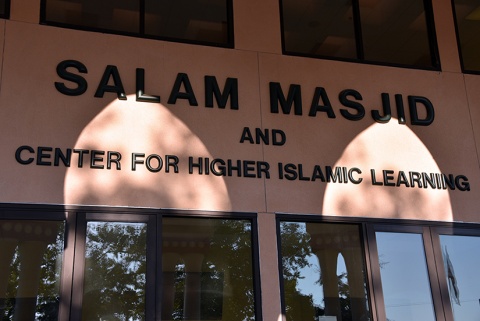 SALAM MASJID
AND
CENTER FOR HIGHER ISLAMIC LEARNING